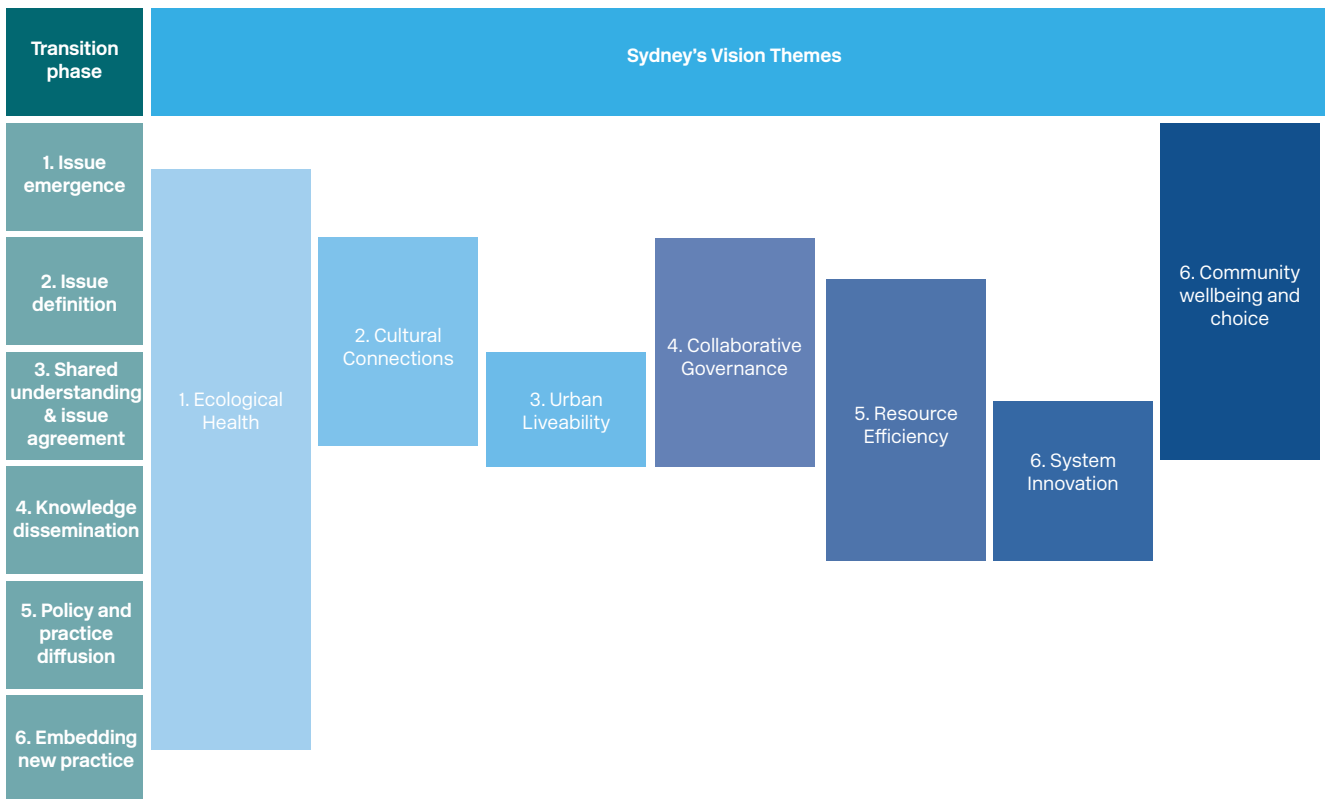 Transition
phase
Sydney's Vision Themes
1. Issue
emergence
2. Issue
definition
3. Shared
understanding
& issue
agreement
4. Knowledge
dissemination
5. Policy and
practice
diffusion
6. Embedding
new practice
1. Ecological
Health
2. Cultural
Connections
3. Urban
Liveability
4. Collaborative
Governance
5. Resource
Efficiency
6. System
Innovation
6. Community
wellbeing and
choice